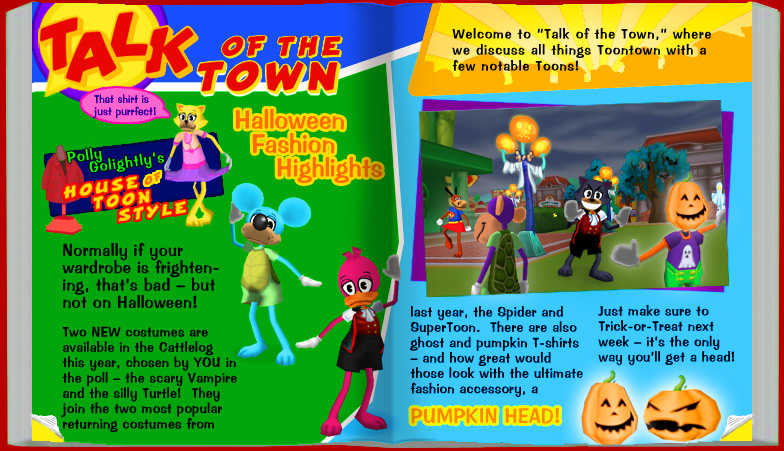 TALK
OF THE
TOWN
That shirt is
just purrfect!
Polly
Golightly's
HOUSE OF
TOON
STYLE
Halloween
Fashion
Highlights
Normally if your
wardrobe is frighten-
ing, that's bad – but
not on Halloween!
Two NEW costumes are
available in the Cattlelog
this year, chosen by YOU in
the poll – the scary Vampire
and the silly Turtle! They
join the two most popular
returning costumes from
Welcome to "Talk of the Town," where
we discuss all things Toontown with a
few notable Toons!
last year, the Spider and
SuperToon. There are also
ghost and pumpkin T-shirts
– and how great would
those look with the ultimate
fashion accessory, a
PUMPKIN HEAD!
Just make sure to
Trick-or-Treat next
week – it's the only
way you'll get a head!